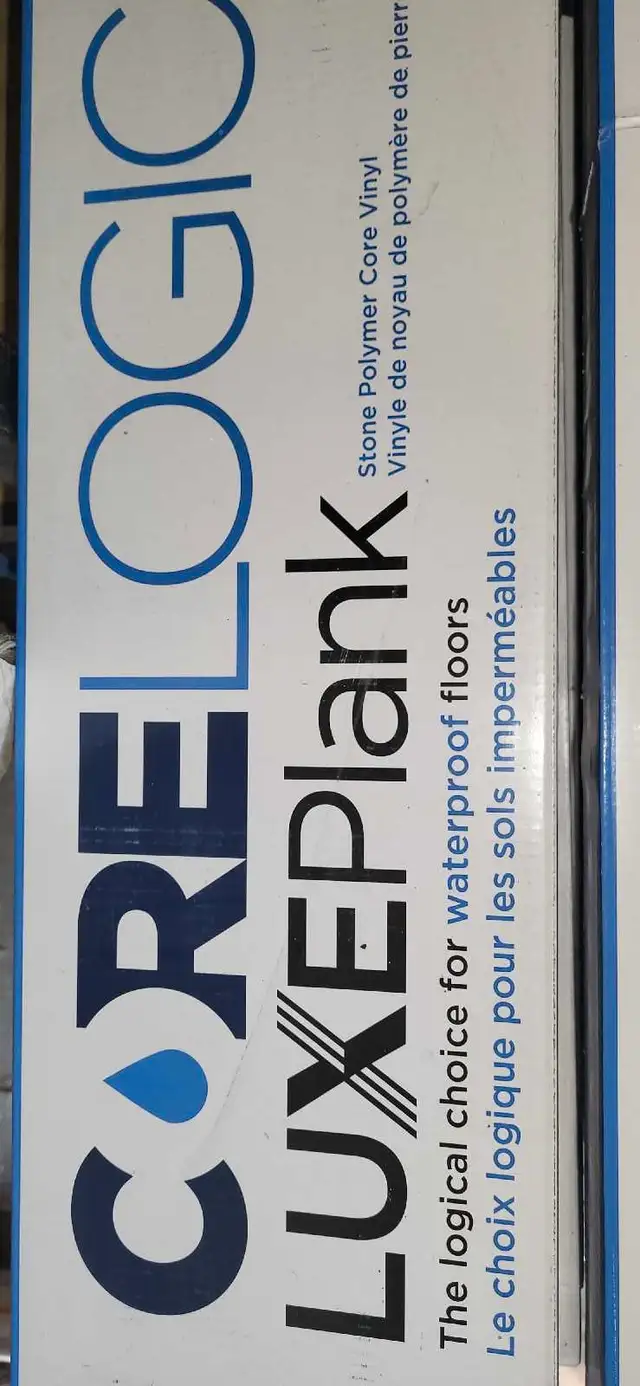 CORELOGIC
LUXEPlank
Stone Polymer Core Vinyl
Vinyle de noyau de polymère de pierr
The logical choice for waterproof floors
Le choix logique pour les sols imperméables